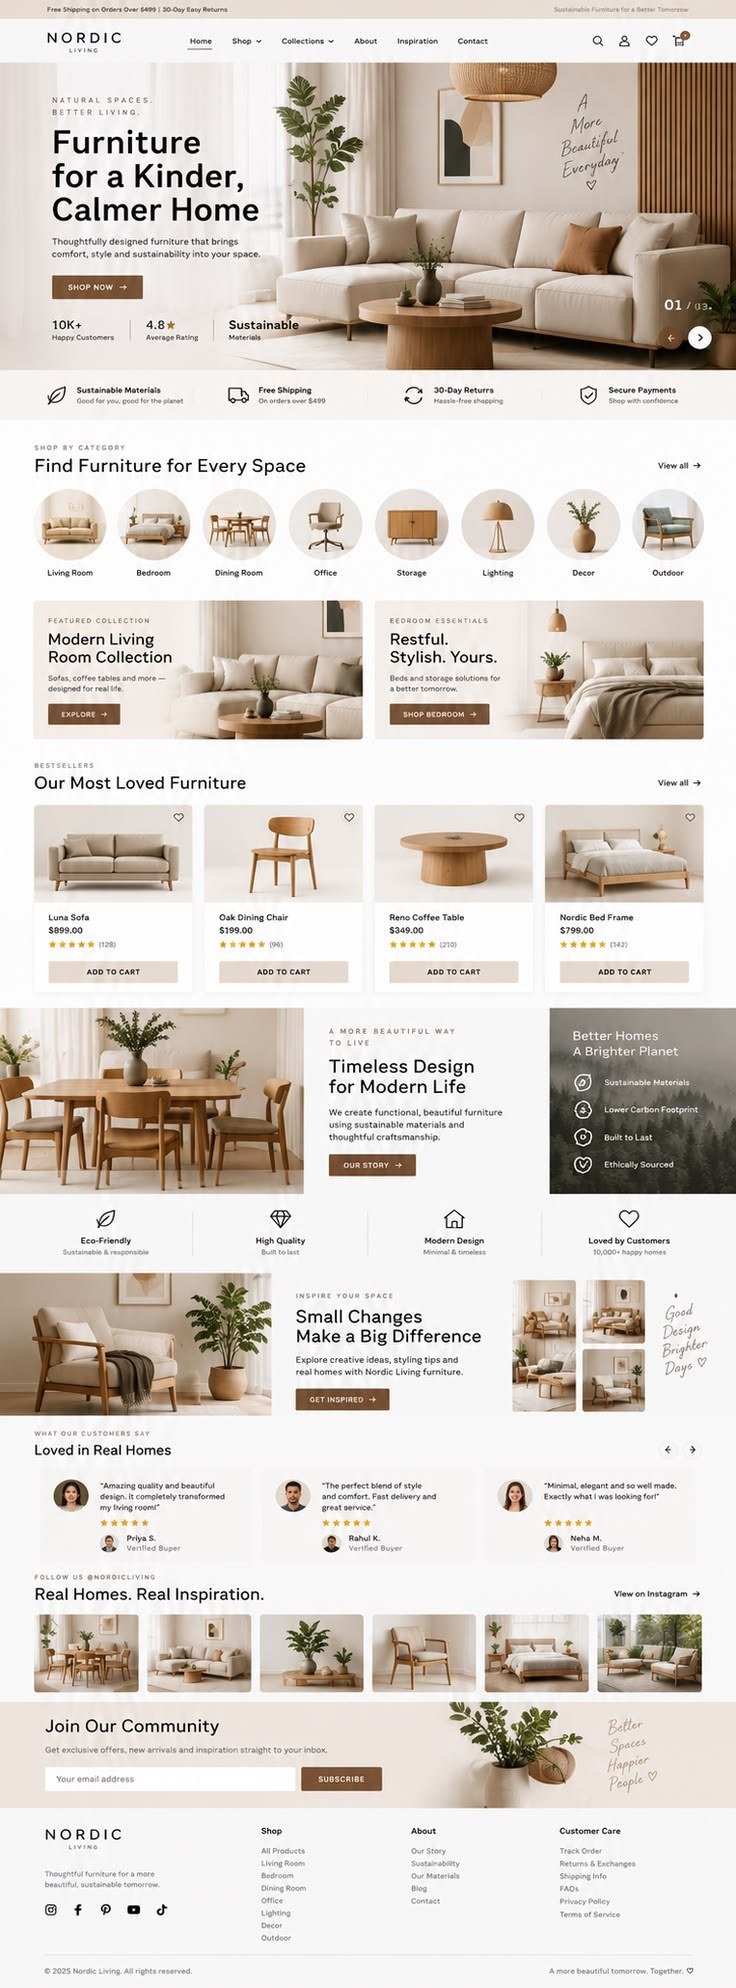 Free Shipping on Orders Over $499 | 30-Day Easy Returns
Sustainable Furniture for a Better Tomorrow
NORDIC
LIVING
Home
Shop
Collections
About
Inspiration
Contact
NATURAL SPACES.
BETTER LIVING.
Furniture
for a Kinder,
Calmer Home
Thoughtfully designed furniture that brings
comfort, style and sustainability into your space.
SHOP NOW →
10K+
Happy Customers
4.8★
Average Rating
Sustainable
Materials
A
More
Beautiful
Everyday
♡
01 / 03.
Sustainable Materials
Good for you, good for the planet
Free Shipping
On orders over $499
30-Day Returrs
Hassle-free shapping
Secure Payments
Shop with confidence
SHOP BY CATEGORY
Find Furniture for Every Space
View all →
Living Room
Bedroom
Dining Room
Office
Storage
Lighting
Decor
Outdoor
FEATURED COLLECTION
Modern Living
Room Collection
Sofas, coffee tables and more —
designed for real life.
EXPLORE →
BEDROOM ESSENTIALS
Restful.
Stylish. Yours.
Beds and storage solutions for
a better tomorrow.
SHOP BEDROOM →
BESTSELLERS
Our Most Loved Furniture
View all →
Luna Sofa
$899.00
★★★★★ (128)
ADD TO CART
Oak Dining Chair
$199.00
★★★★★ (96)
ADD TO CART
Reno Coffee Table
$349.00
★★★★★ (210)
ADD TO CART
Nordic Bed Frame
$799.00
★★★★★ (142)
ADD TO CART
A MORE BEAUTIFUL WAY
TO LIVE
Timeless Design
for Modern Life
We create functional, beautiful furniture
using sustainable materials and
thoughtful craftsmanship.
OUR STORY →
Better Homes
A Brighter Planet
Sustainable Materials
Lower Carbon Footprint
Built to Last
Ethically Sourced
Eco-Friendly
Sustainable & responsible
High Quality
Built to last
Modern Design
Minimal & timeless
Loved by Customers
10,000+ happy homes
INSPIRE YOUR SPACE
Small Changes
Make a Big Difference
Explore creative ideas, styling tips and
real homes with Nordic Living furniture.
GET INSPIRED →
Good
Design
Brighter
Days ♡
WHAT OUR CUSTOMERS SAY
Loved in Real Homes
"Amazing quality and beautiful
design. it completely transformed
my living room!"
★★★★★
Priya S.
Verified Buper
"The perfect blend of style
and comfort. Fast delivery and
great service."
★★★★★
Rahul K.
Verified Buyer
"Minimal, elegant and so well made.
Exactly what I was looking for!"
★★★★★
Neha M.
Verified Buyer
FOLLOW US @NORDICLIVING
Real Homes. Real Inspiration.
View on Instagram →
Join Our Community
Get exclusive offers, new arrivals and inspiration straight to your inbox.
Your email address
SUBSCRIBE
Better
Spaces
Happier
People ♡
NORDIC
LIVING
Thoughtful furniture for a more
beautiful, sustainable tomorrow.
Shop
All Products
Living Room
Bedroom
Dining Room
Office
Lighting
Decor
Outdoor
About
Our Story
Sustainability
Our Materials
Blog
Contact
Customer Care
Track Order
Returns & Exchanges
Shipping Info
FAQs
Privacy Policy
Terms of Service
© 2025 Nordic Living. All rights reserved.
A more beautiful tomorrow. Together. ♡